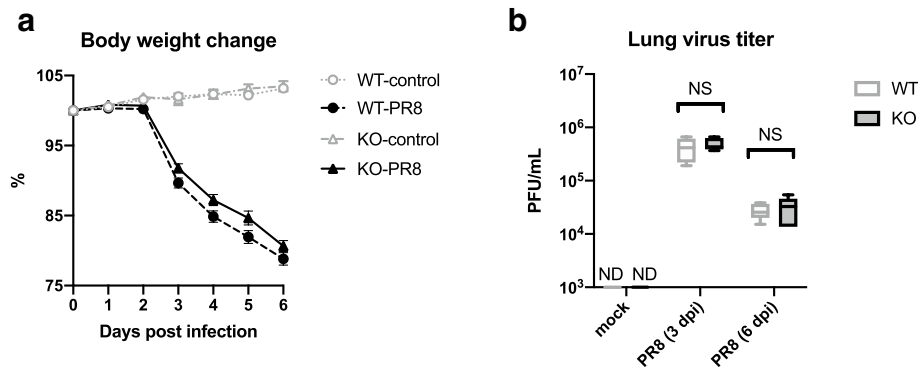 a
Body weight change
105
95
85
75
%
0 1 2 3 4 5 6
Days post infection
WT-control
WT-PR8
KO-control
KO-PR8
b
Lung virus titer
10⁷
10⁶
10⁵
10⁴
10³
PFU/mL
NS
NS
ND ND
mock
PR8 (3 dpi)
PR8 (6 dpi)
WT
KO